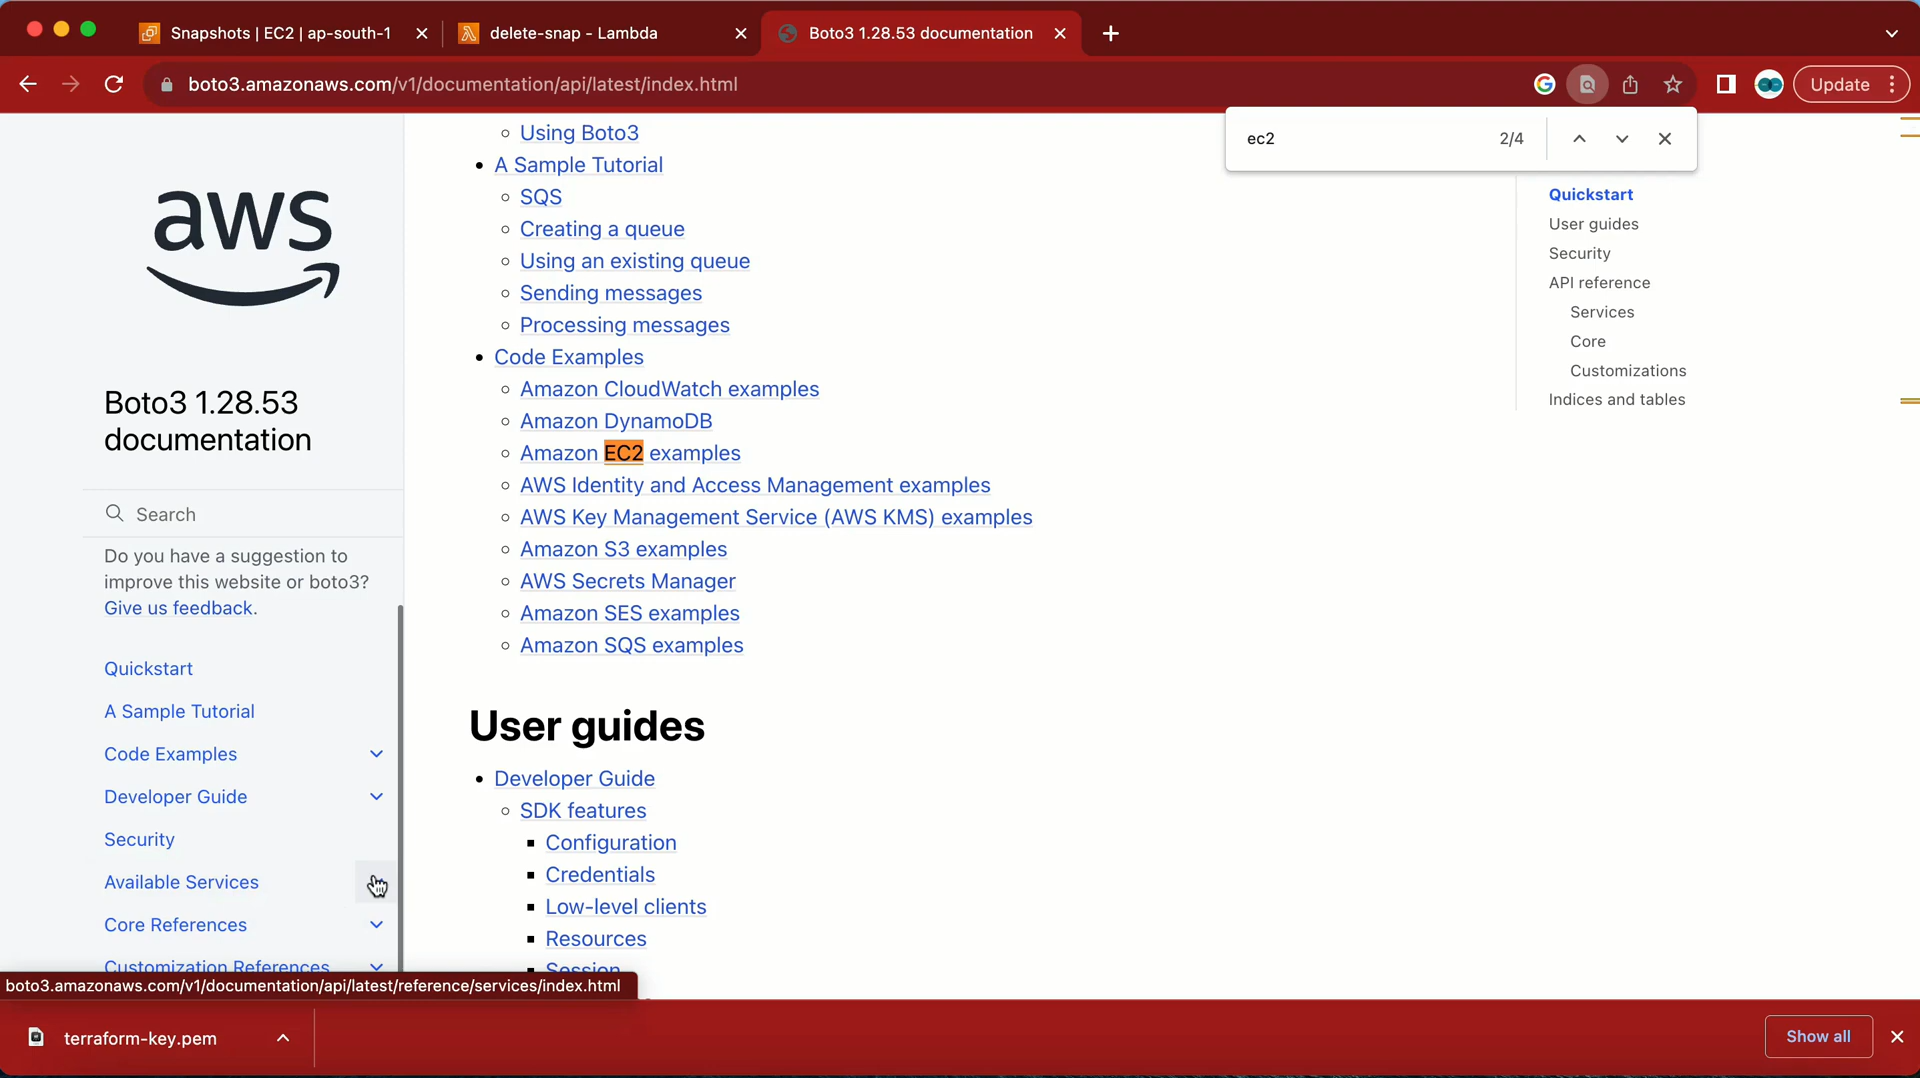 Snapshots | EC2 | ap-south-1
delete-snap - Lambda
Boto3 1.28.53 documentation
boto3.amazonaws.com/v1/documentation/api/latest/index.html
Update
ec2
2/4
aws
Boto3 1.28.53
documentation
Search
Do you have a suggestion to
improve this website or boto3?
Give us feedback.
Quickstart
A Sample Tutorial
Code Examples
Developer Guide
Security
Available Services
Core References
Customization References
Using Boto3
A Sample Tutorial
SQS
Creating a queue
Using an existing queue
Sending messages
Processing messages
Code Examples
Amazon CloudWatch examples
Amazon DynamoDB
Amazon EC2 examples
AWS Identity and Access Management examples
AWS Key Management Service (AWS KMS) examples
Amazon S3 examples
AWS Secrets Manager
Amazon SES examples
Amazon SQS examples
User guides
Developer Guide
SDK features
Configuration
Credentials
Low-level clients
Resources
Session
Quickstart
User guides
Security
API reference
Services
Core
Customizations
Indices and tables
boto3.amazonaws.com/v1/documentation/api/latest/reference/services/index.html
terraform-key.pem
Show all